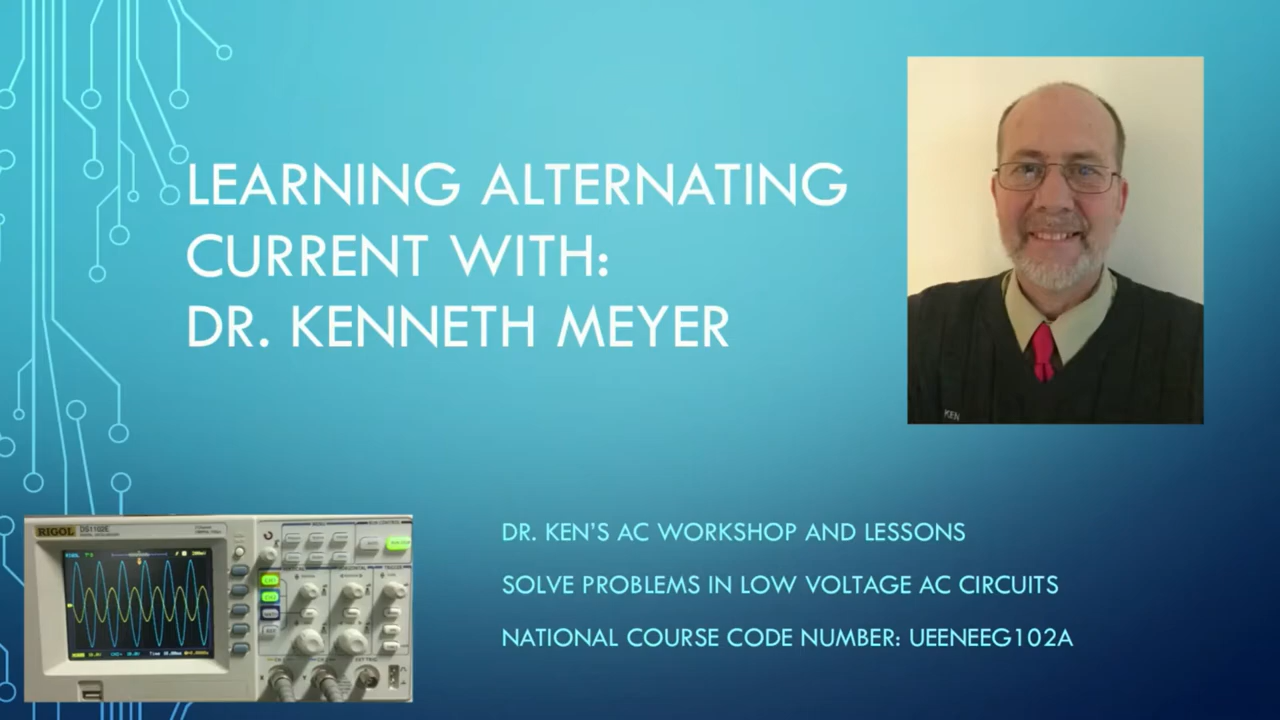 LEARNING ALTERNATING
CURRENT WITH:
DR. KENNETH MEYER
KEN
RIGOL DS1102E
DR. KEN'S AC WORKSHOP AND LESSONS
SOLVE PROBLEMS IN LOW VOLTAGE AC CIRCUITS
NATIONAL COURSE CODE NUMBER: UEENEEG102A